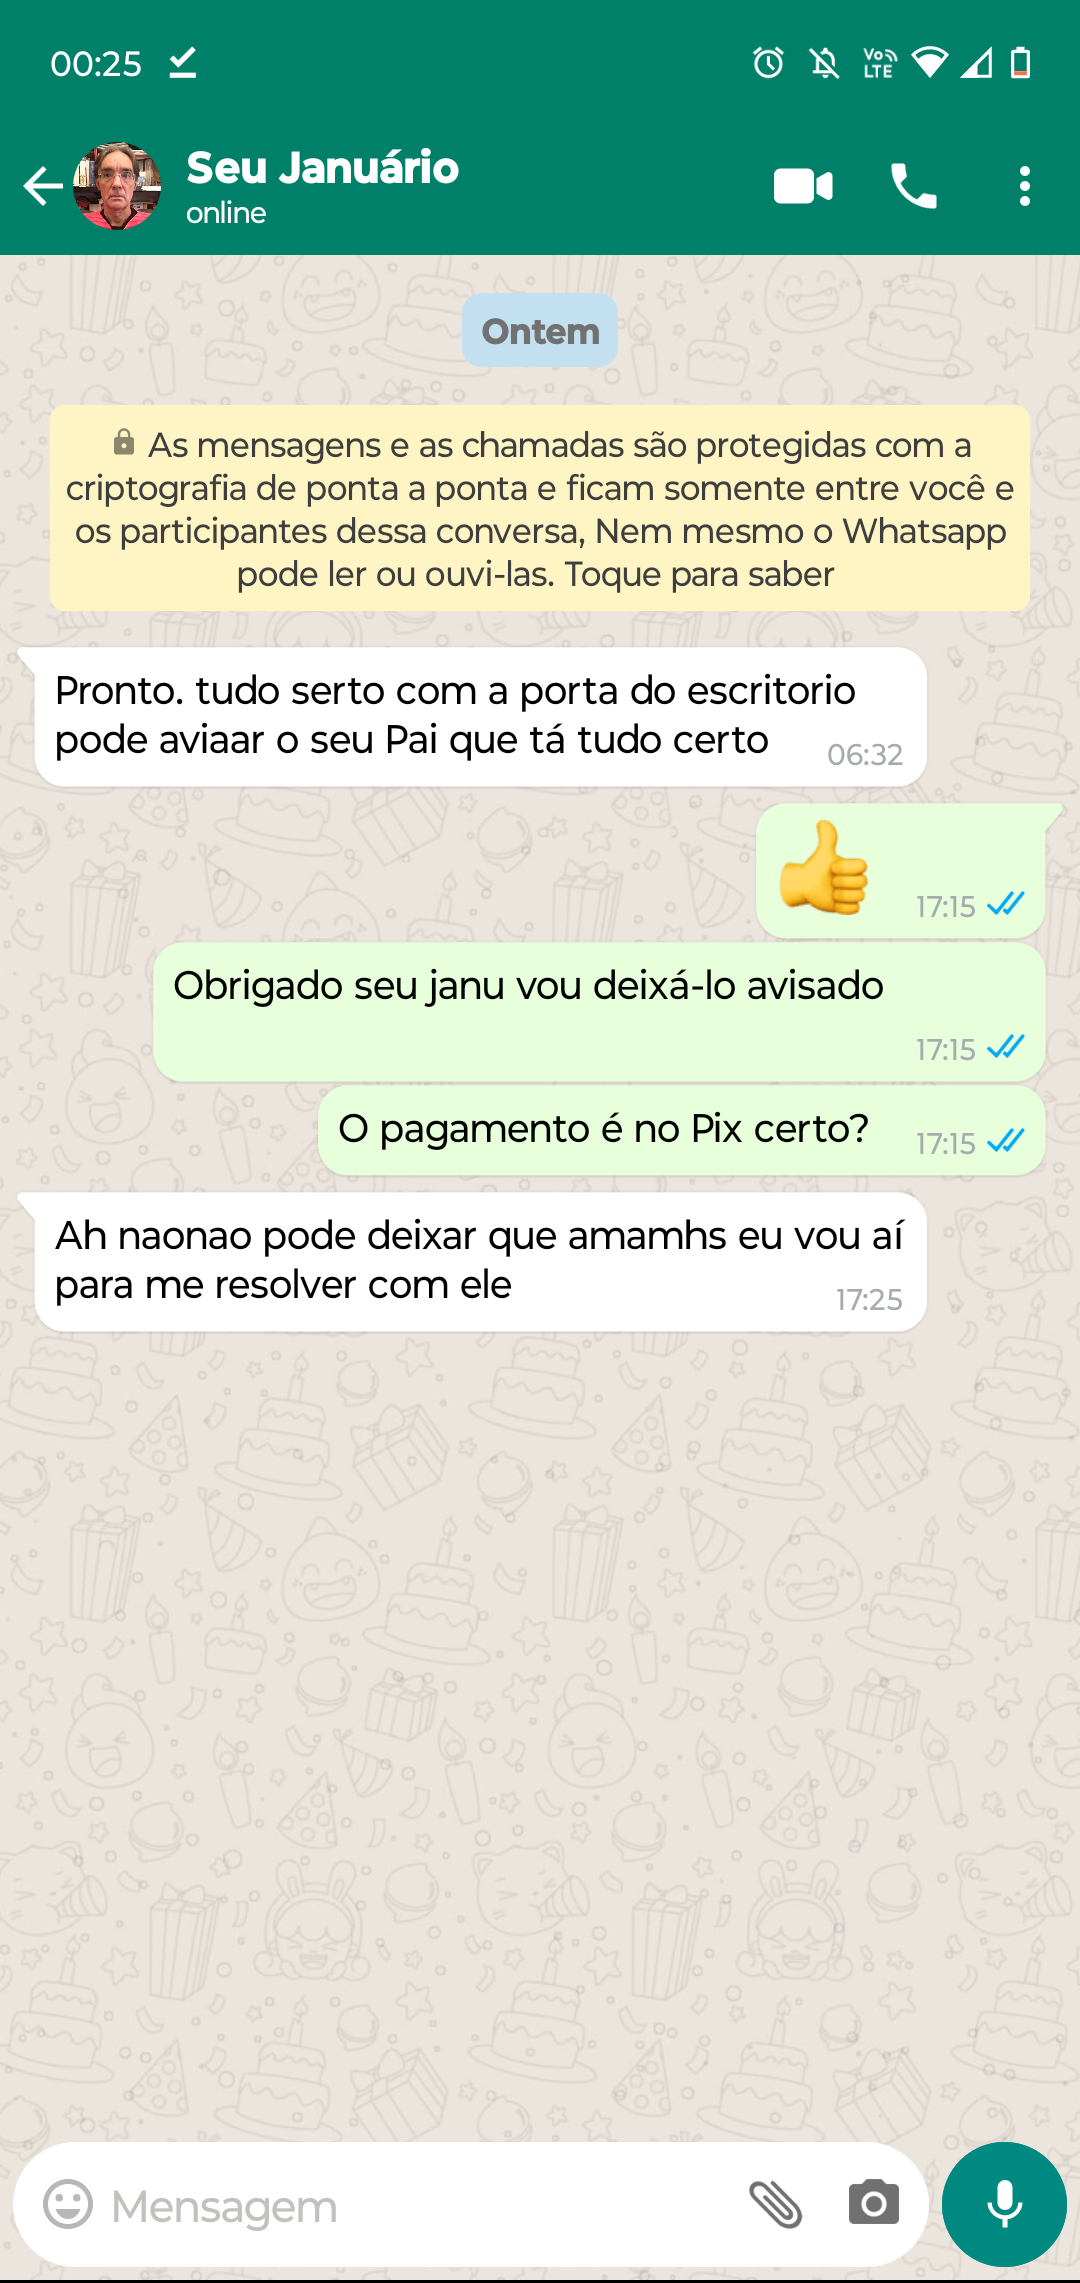 00:25
Vo
LTE
Seu Januário
online
Ontem
As mensagens e as chamadas são protegidas com a
criptografia de ponta a ponta e ficam somente entre você e
os participantes dessa conversa, Nem mesmo o Whatsapp
pode ler ou ouvi-las. Toque para saber
Pronto. tudo serto com a porta do escritorio
pode aviaar o seu Pai que tá tudo certo
06:32
17:15
Obrigado seu janu vou deixá-lo avisado
17:15
O pagamento é no Pix certo?
17:15
Ah naonao pode deixar que amamhs eu vou aí
para me resolver com ele
17:25
Mensagem